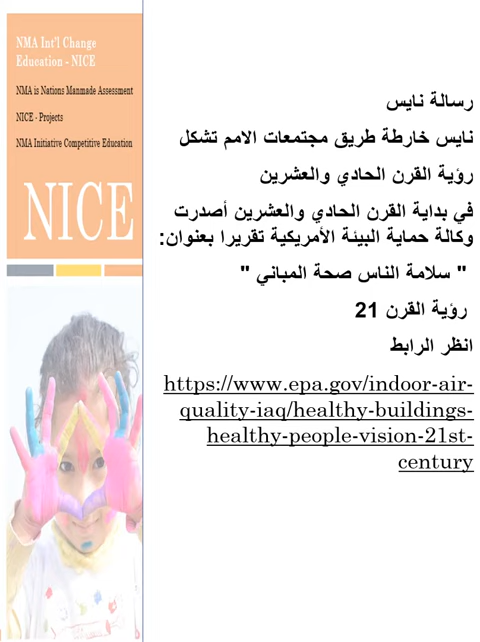 NMA Int'l Change
Education - NICE
NMA is Nations Manmade Assessment
NICE - Projects
NMA Initiative Competitive Education
NICE
رسالة نايس
نايس خارطة طريق مجتمعات الامم تشكل
رؤية القرن الحادي والعشرين
في بداية القرن الحادي والعشرين أصدرت
وكالة حماية البيئة الأمريكية تقريرا بعنوان:
" سلامة الناس صحة المباني "
رؤية القرن 21
انظر الرابط
https://www.epa.gov/indoor-air-
quality-iaq/healthy-buildings-
healthy-people-vision-21st-
century